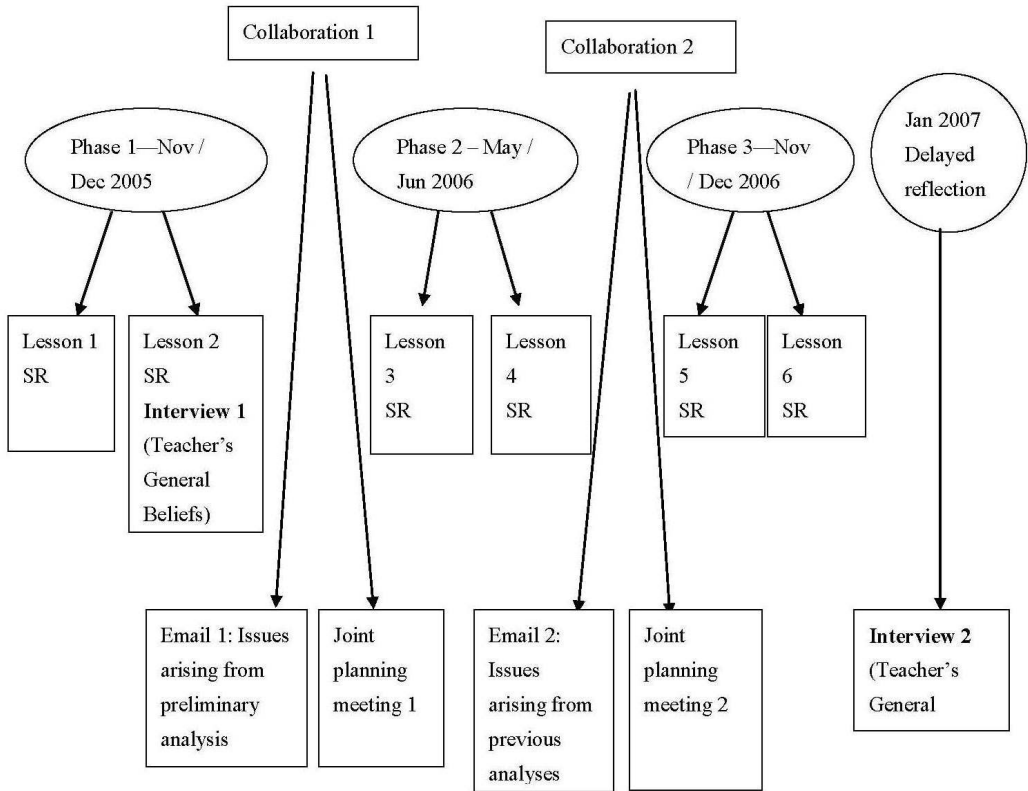 Collaboration 1
Collaboration 2
Phase 1—Nov /
Dec 2005
Phase 2 – May /
Jun 2006
Phase 3—Nov
/ Dec 2006
Jan 2007
Delayed
reflection
Lesson 1
SR
Lesson 2
SR
Interview 1
(Teacher’s
General
Beliefs)
Lesson
3
SR
Lesson
4
SR
Lesson
5
SR
Lesson
6
SR
Email 1: Issues
arising from
preliminary
analysis
Joint
planning
meeting 1
Email 2:
Issues
arising from
previous
analyses
Joint
planning
meeting 2
Interview 2
(Teacher’s
General